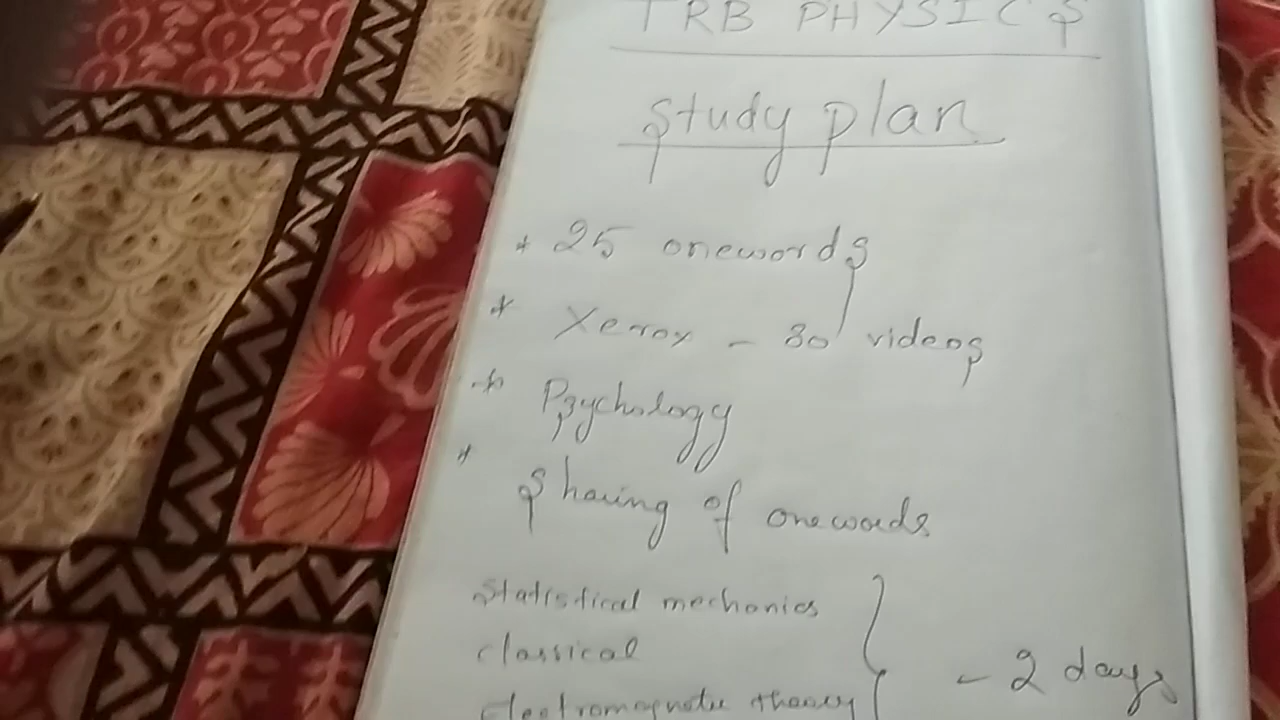 TRB PHYSICS
Study plan
* 25 onewords
* Xerox - 30 videos
* Psychology
* Sharing of onewords
Statistical mechanics
classical
electromagnetic theory } - 2 days